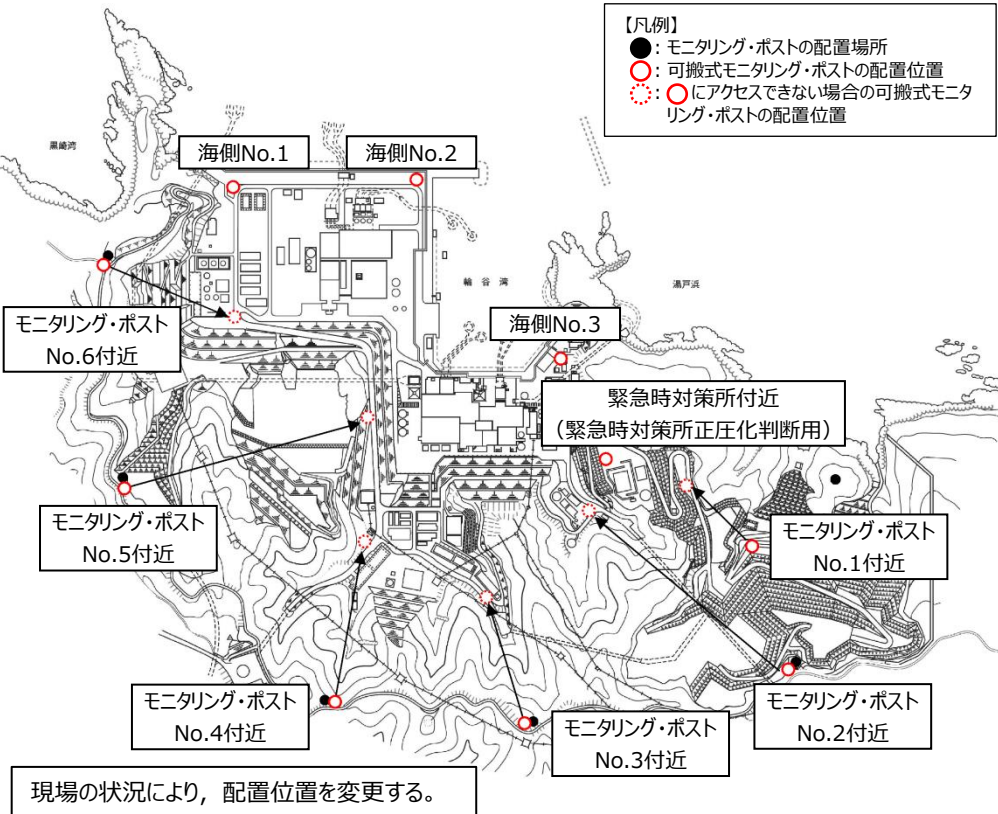 【凡例】
●：モニタリング・ポストの配置場所
○：可搬式モニタリング・ポストの配置位置
○：○にアクセスできない場合の可搬式モニタ
リング・ポストの配置位置
黒崎湾
海側No.1
海側No.2
輪谷湾
湯戸浜
海側No.3
モニタリング・ポスト
No.6付近
緊急時対策所付近
（緊急時対策所正圧化判断用）
モニタリング・ポスト
No.5付近
モニタリング・ポスト
No.1付近
モニタリング・ポスト
No.4付近
モニタリング・ポスト
No.3付近
モニタリング・ポスト
No.2付近
現場の状況により，配置位置を変更する。